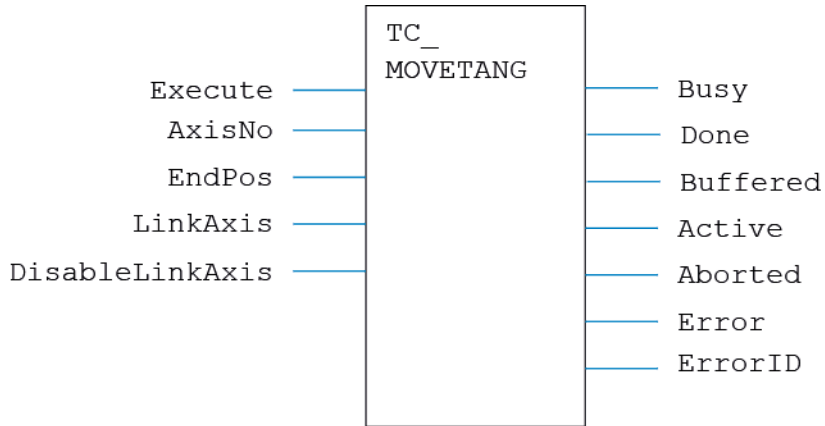 TC_
MOVETANG
Execute
AxisNo
EndPos
LinkAxis
DisableLinkAxis
Busy
Done
Buffered
Active
Aborted
Error
ErrorID